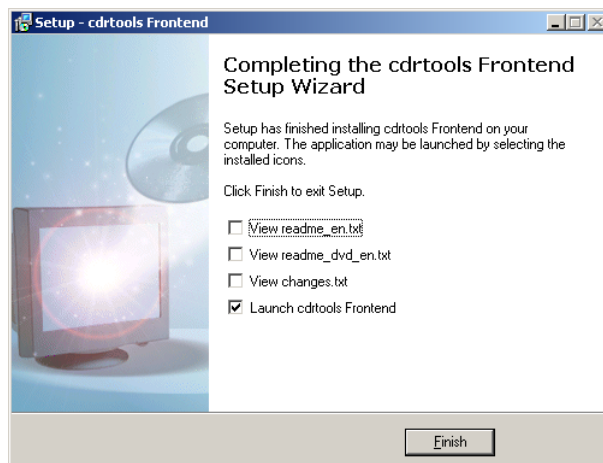 Setup - cdrtools Frontend
Completing the cdrtools Frontend
Setup Wizard
Setup has finished installing cdrtools Frontend on your
computer. The application may be launched by selecting the
installed icons.
Click Finish to exit Setup.
View readme_en.txt
View readme_dvd_en.txt
View changes.txt
Launch cdrtools Frontend
Finish